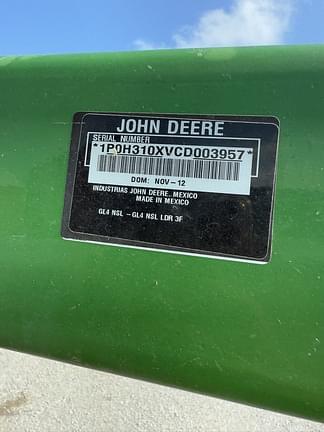 JOHN DEERE
SERIAL NUMBER
*1P0H310XVCD003957*
DOM: NOV-12
INDUSTRIAS JOHN DEERE, MEXICO
MADE IN MEXICO
GL4 NSL - GL4 NSL LDR 3F